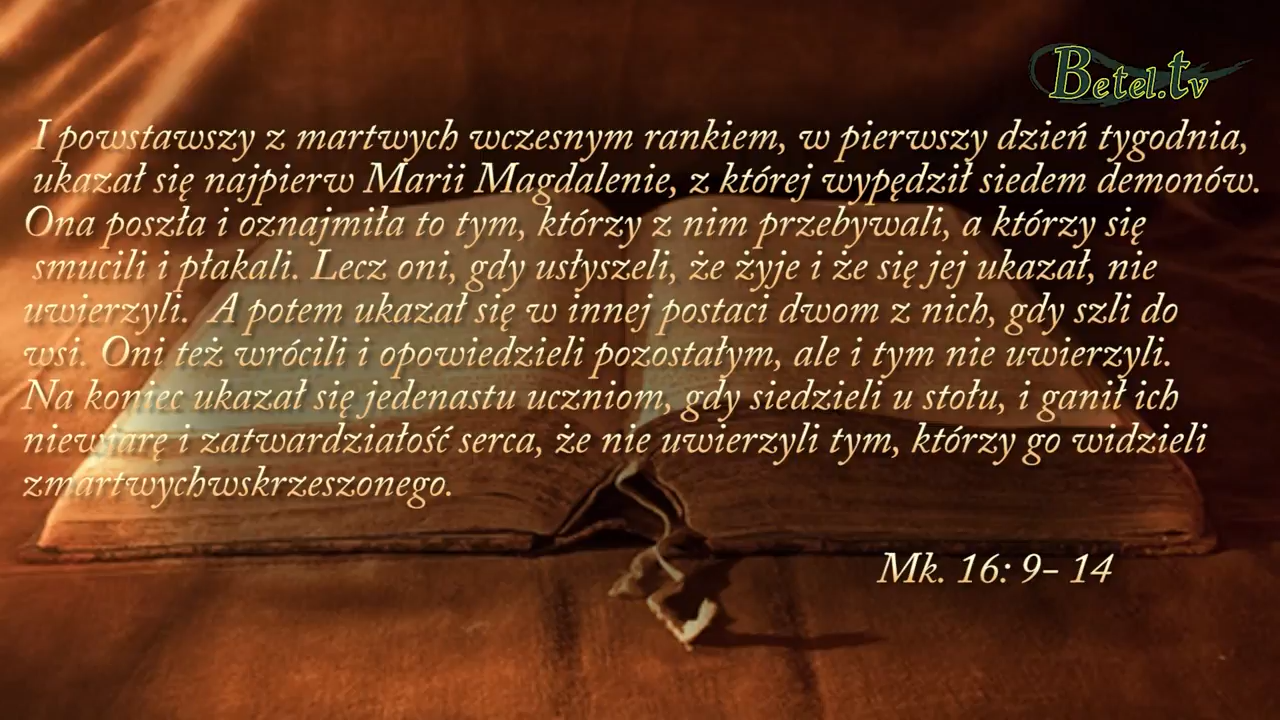 Betel.tv
I powstawszy z martwych wczesnym rankiem, w pierwszy dzień tygodnia,
ukazał się najpierw Marii Magdalenie, z której wypędził siedem demonów.
Ona poszła i oznajmiła to tym, którzy z nim przebywali, a którzy się
smucili i płakali. Lecz oni, gdy usłyszeli, że żyje i że się jej ukazał, nie
uwierzyli. A potem ukazał się w innej postaci dwom z nich, gdy szli do
wsi. Oni też wrócili i opowiedzieli pozostałym, ale i tym nie uwierzyli.
Na koniec ukazał się jedenastu uczniom, gdy siedzieli u stołu, i ganił ich
niewiarę i zatwardziałość serca, że nie uwierzyli tym, którzy go widzieli
zmartwychwskrzeszonego.
Mk. 16: 9- 14